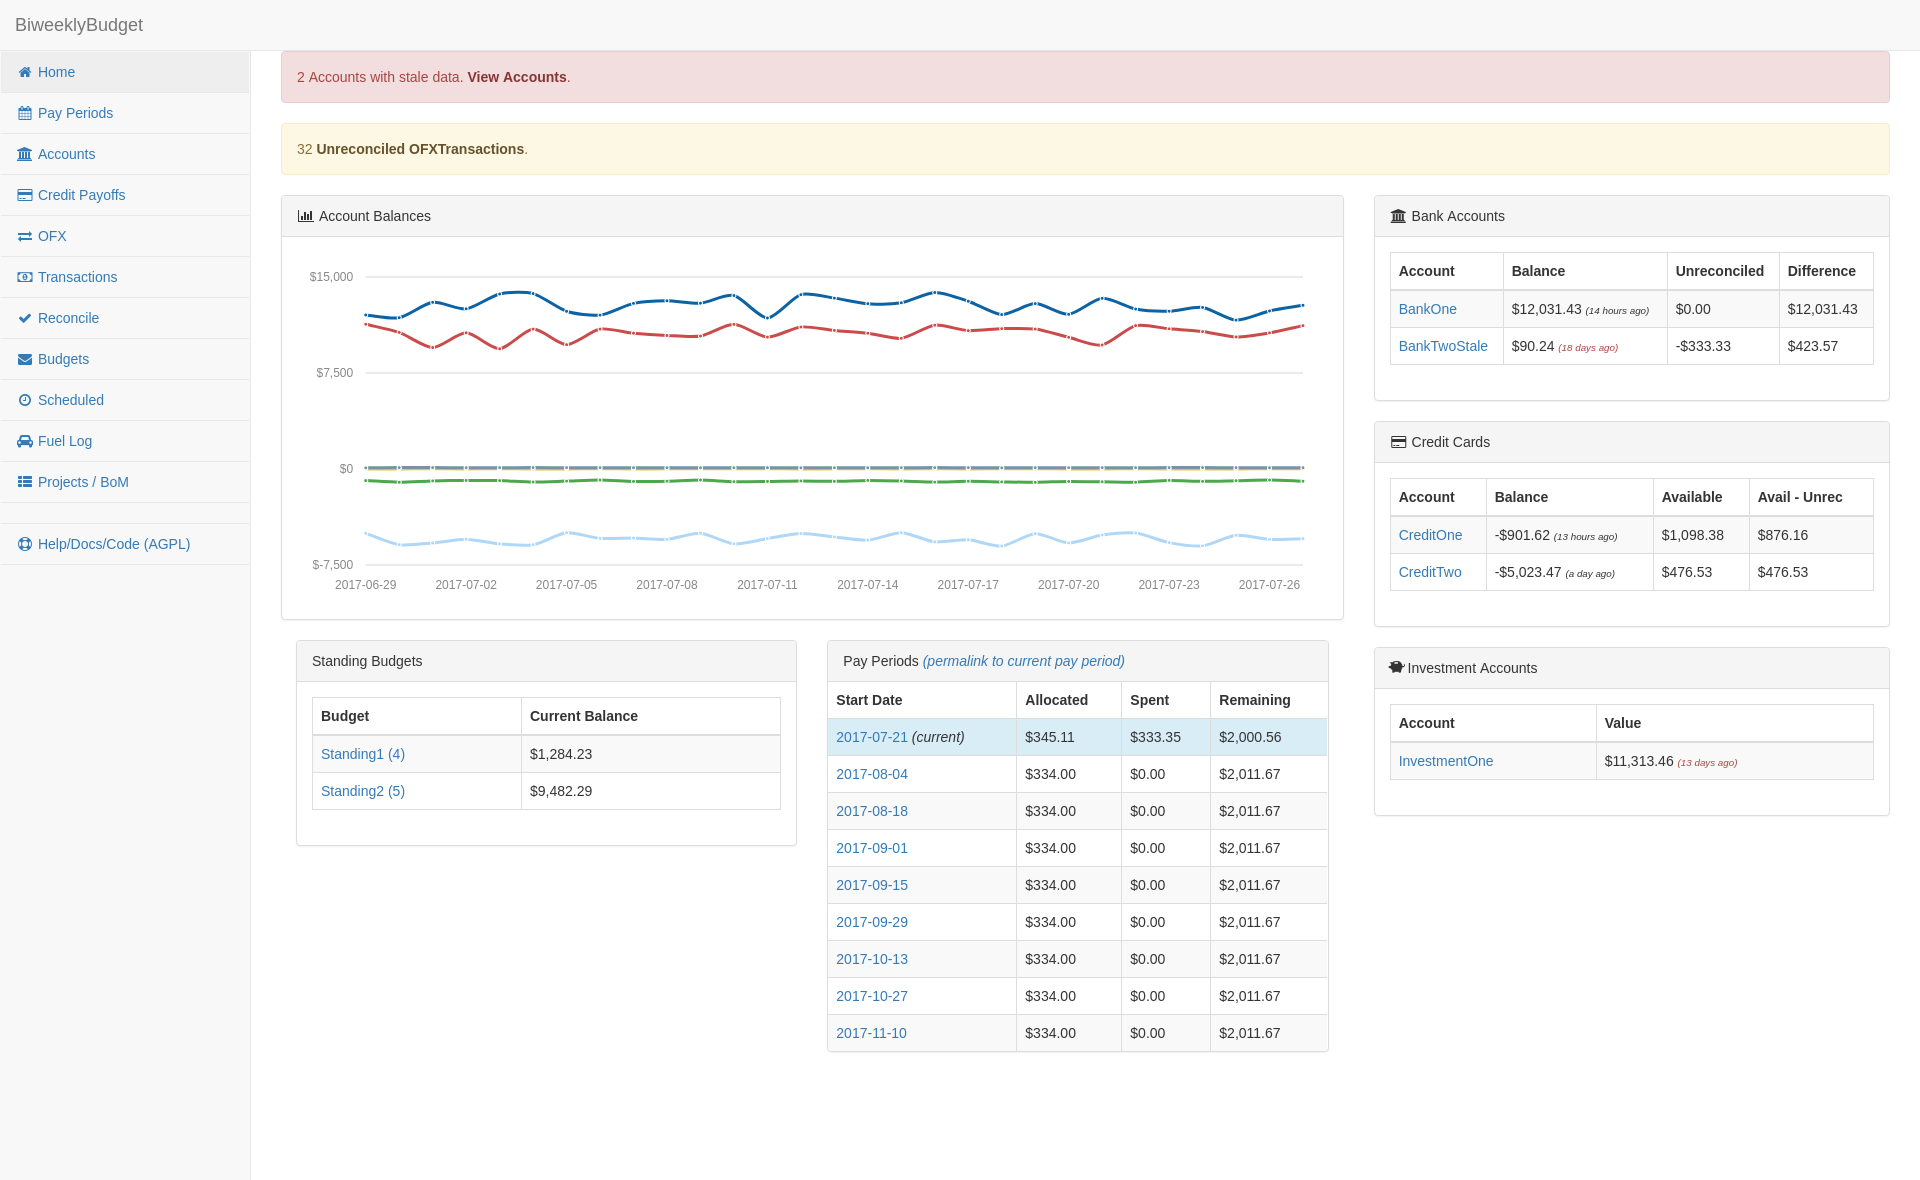 BiweeklyBudget
Home
Pay Periods
Accounts
Credit Payoffs
OFX
Transactions
Reconcile
Budgets
Scheduled
Fuel Log
Projects / BoM
Help/Docs/Code (AGPL)
2 Accounts with stale data. View Accounts.
32 Unreconciled OFXTransactions.
Account Balances
$15,000
$7,500
$0
$-7,500
2017-06-29 2017-07-02 2017-07-05 2017-07-08 2017-07-11 2017-07-14 2017-07-17 2017-07-20 2017-07-23 2017-07-26
Standing Budgets
Budget Current Balance
Standing1 (4) $1,284.23
Standing2 (5) $9,482.29
Pay Periods (permalink to current pay period)
Start Date Allocated Spent Remaining
2017-07-21 (current) $345.11 $333.35 $2,000.56
2017-08-04 $334.00 $0.00 $2,011.67
2017-08-18 $334.00 $0.00 $2,011.67
2017-09-01 $334.00 $0.00 $2,011.67
2017-09-15 $334.00 $0.00 $2,011.67
2017-09-29 $334.00 $0.00 $2,011.67
2017-10-13 $334.00 $0.00 $2,011.67
2017-10-27 $334.00 $0.00 $2,011.67
2017-11-10 $334.00 $0.00 $2,011.67
Bank Accounts
Account Balance Unreconciled Difference
BankOne $12,031.43 (14 hours ago) $0.00 $12,031.43
BankTwoStale $90.24 (18 days ago) -$333.33 $423.57
Credit Cards
Account Balance Available Avail - Unrec
CreditOne -$901.62 (13 hours ago) $1,098.38 $876.16
CreditTwo -$5,023.47 (a day ago) $476.53 $476.53
Investment Accounts
Account Value
InvestmentOne $11,313.46 (13 days ago)